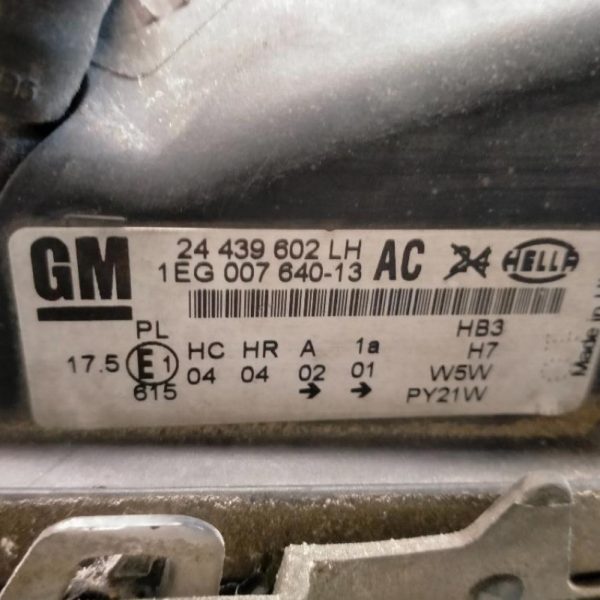 GM
24 439 602 LH
1EG 007 640-13
AC 24 HELLA
PL
17.5 E1 HC HR A 1a
615 04 04 02 01
→ →
HB3
H7
W5W
PY21W
Made in